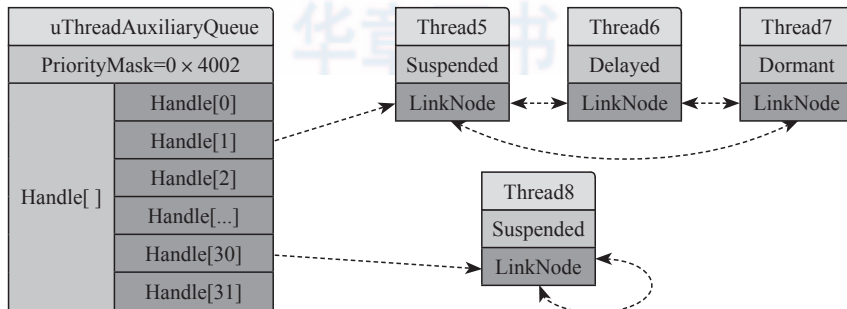 uThreadAuxiliaryQueue
PriorityMask=0 × 4002
Handle[ ]
Handle[0]
Handle[1]
Handle[2]
Handle[...]
Handle[30]
Handle[31]
Thread5
Suspended
LinkNode
Thread6
Delayed
LinkNode
Thread7
Dormant
LinkNode
Thread8
Suspended
LinkNode